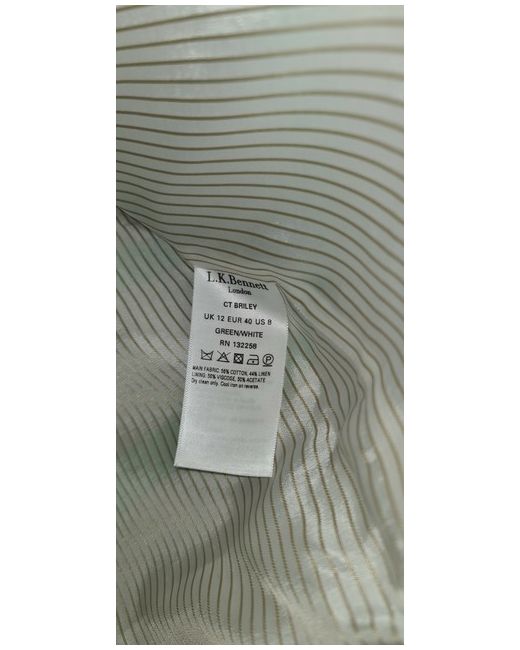 L.K.Bennett
London
CT BRILEY
UK 12 EUR 40 US 8
GREEN/WHITE
RN 132258
MAIN FABRIC: 56% COTTON, 44% LINEN
LINING: 50% VISCOSE, 50% ACETATE
Dry clean only. Cool iron on reverse.